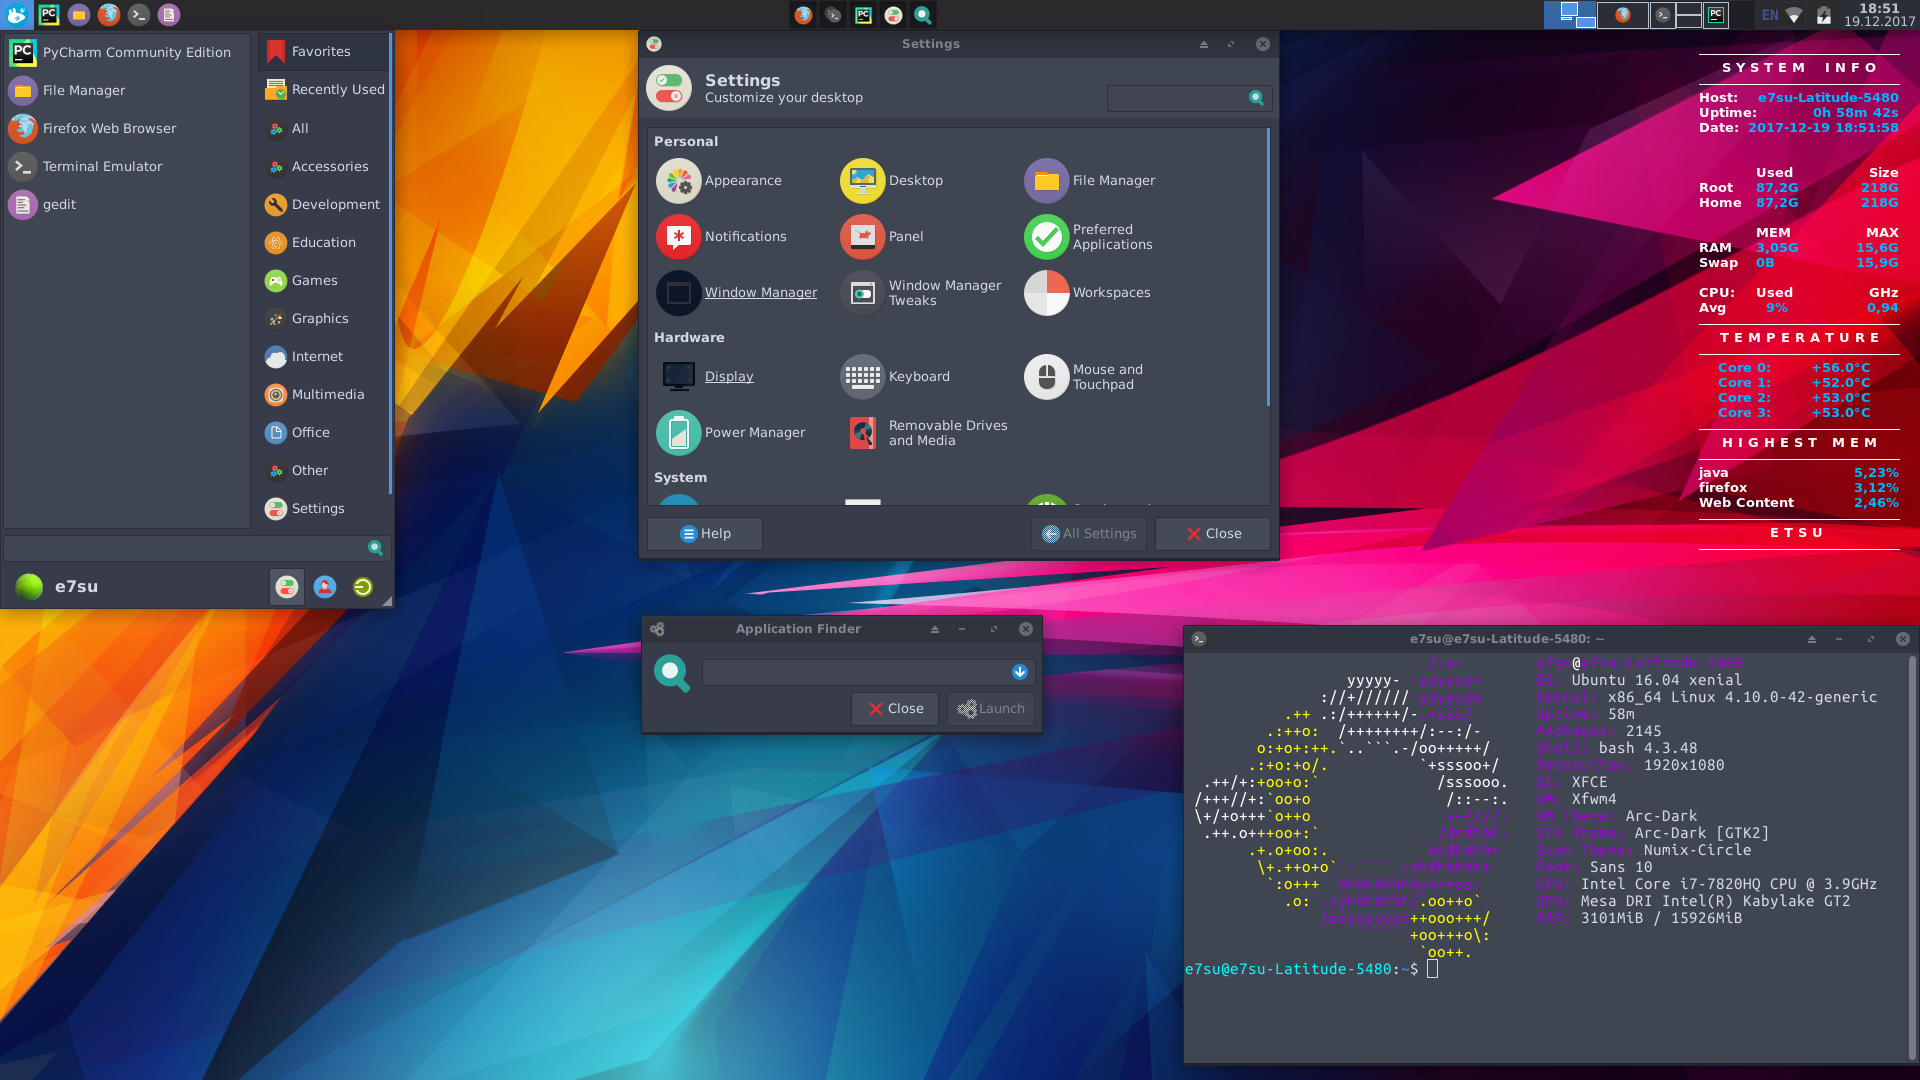 EN
18:51
19.12.2017
PyCharm Community Edition
File Manager
Firefox Web Browser
Terminal Emulator
gedit
Favorites
Recently Used
All
Accessories
Development
Education
Games
Graphics
Internet
Multimedia
Office
Other
Settings
e7su
Settings
Settings
Customize your desktop
Personal
Appearance
Desktop
File Manager
Notifications
Panel
Preferred
Applications
Window Manager
Window Manager
Tweaks
Workspaces
Hardware
Display
Keyboard
Mouse and
Touchpad
Power Manager
Removable Drives
and Media
System
Help
All Settings
Close
Application Finder
Close
Launch
SYSTEM INFO
Host: e7su-Latitude-5480
Uptime: 0h 58m 42s
Date: 2017-12-19 18:51:58
Used Size
Root 87,2G 218G
Home 87,2G 218G
MEM MAX
RAM 3,05G 15,6G
Swap 0B 15,9G
CPU: Used GHz
Avg 9% 0,94
TEMPERATURE
Core 0: +56.0°C
Core 1: +52.0°C
Core 2: +53.0°C
Core 3: +53.0°C
HIGHEST MEM
java 5,23%
firefox 3,12%
Web Content 2,46%
ETSU
e7su@e7su-Latitude-5480: ~
e7su@e7su-Latitude-5480
OS: Ubuntu 16.04 xenial
Kernel: x86_64 Linux 4.10.0-42-generic
Uptime: 58m
Packages: 2145
Shell: bash 4.3.48
Resolution: 1920x1080
DE: XFCE
WM: Xfwm4
WM Theme: Arc-Dark
GTK Theme: Arc-Dark [GTK2]
Icon Theme: Numix-Circle
Font: Sans 10
CPU: Intel Core i7-7820HQ CPU @ 3.9GHz
GPU: Mesa DRI Intel(R) Kabylake GT2
RAM: 3101MiB / 15926MiB
e7su@e7su-Latitude-5480:~$